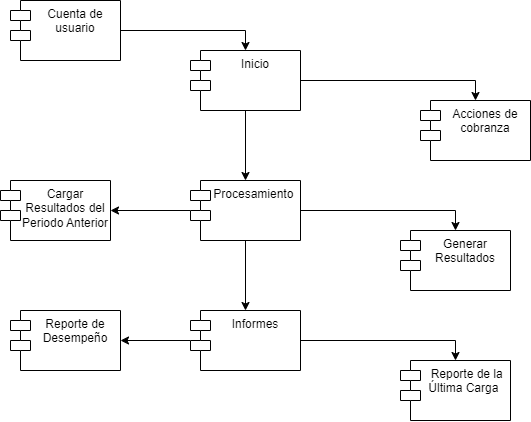 Cuenta de
usuario
Inicio
Acciones de
cobranza
Cargar
Resultados del
Periodo Anterior
Procesamiento
Generar
Resultados
Reporte de
Desempeño
Informes
Reporte de la
Última Carga